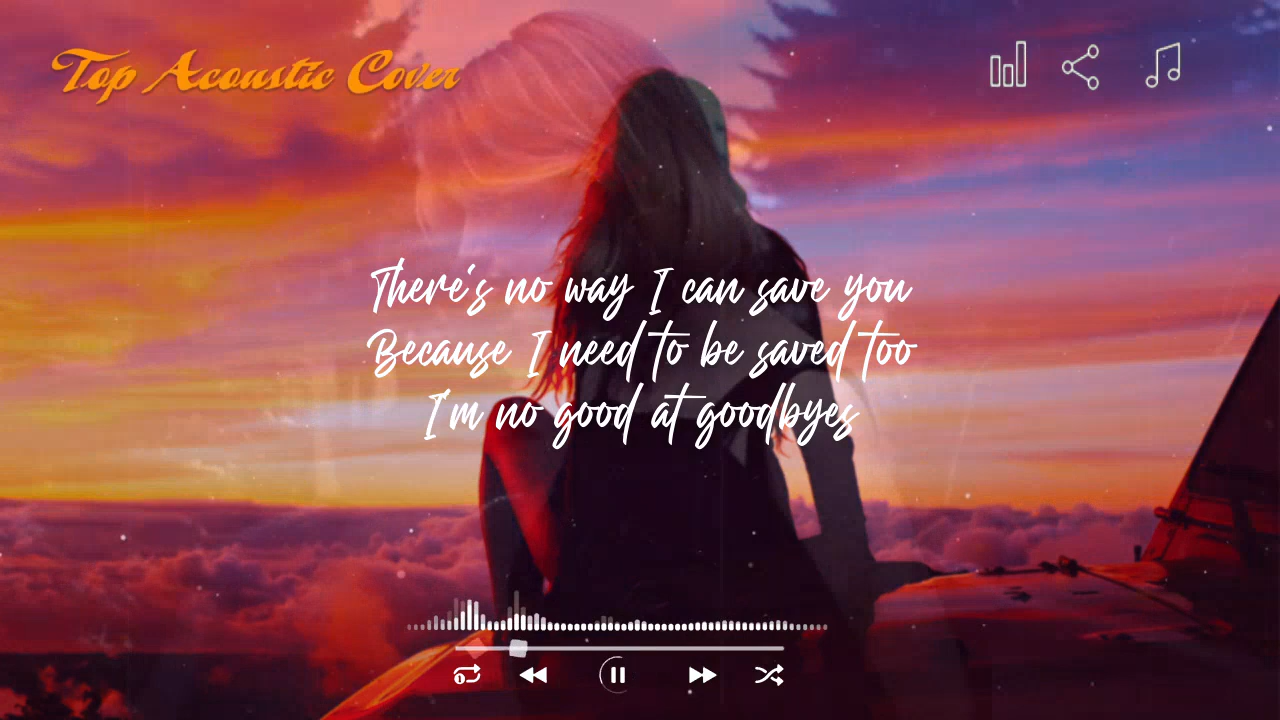 Top Acoustic Cover
There's no way I can save you
Because I need to be saved too
I'm no good at goodbyes